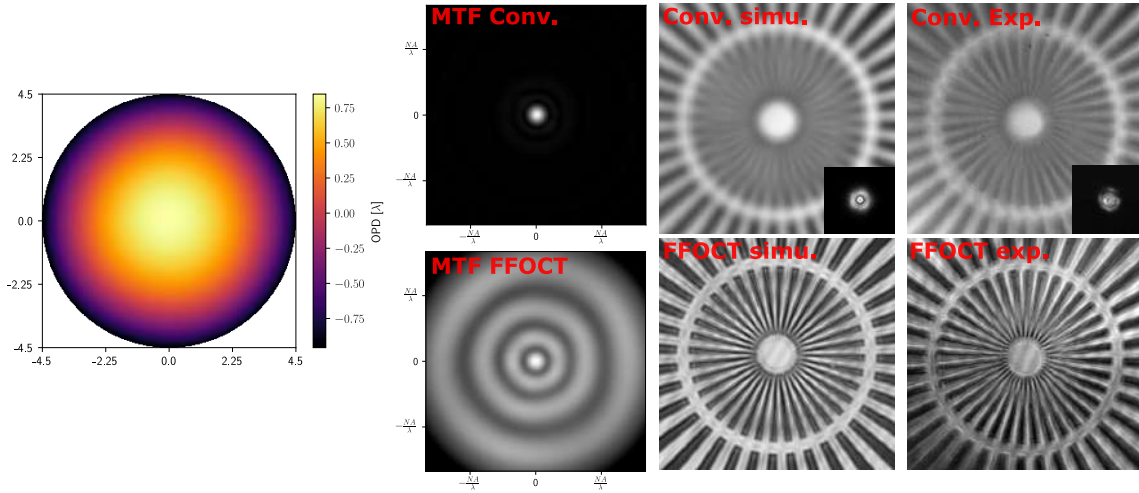 4.5
2.25
0.0
−2.25
−4.5
−4.5
−2.25
0.0
2.25
4.5
0.75
0.50
0.25
0.00
−0.25
−0.50
−0.75
OPD [λ]
MTF Conv.
NA/λ
0
−NA/λ
−NA/λ
0
NA/λ
Conv. simu.
Conv. Exp.
MTF FFOCT
NA/λ
0
−NA/λ
−NA/λ
0
NA/λ
FFOCT simu.
FFOCT exp.